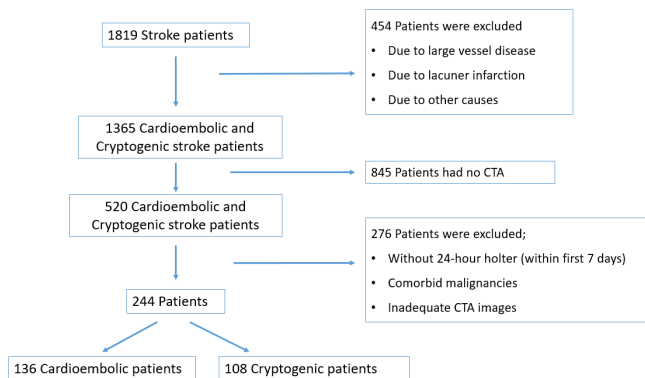 1819 Stroke patients
454 Patients were excluded
• Due to large vessel disease
• Due to lacuner infarction
• Due to other causes
1365 Cardioembolic and
Cryptogenic stroke patients
845 Patients had no CTA
520 Cardioembolic and
Cryptogenic stroke patients
276 Patients were excluded;
• Without 24-hour holter (within first 7 days)
• Comorbid malignancies
• Inadequate CTA images
244 Patients
136 Cardioembolic patients
108 Cryptogenic patients